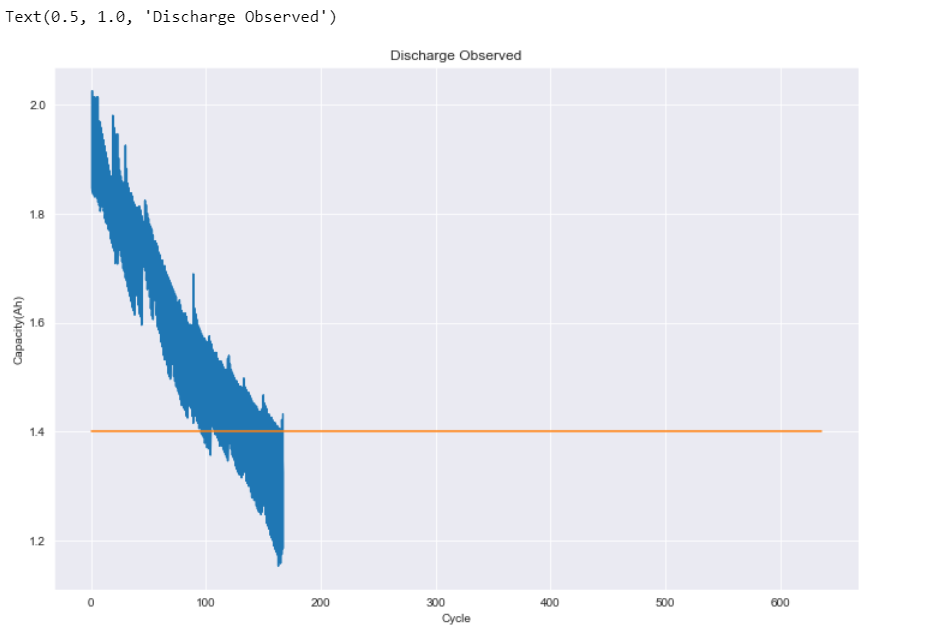 Text(0.5, 1.0, 'Discharge Observed')
Discharge Observed
2.0
1.8
1.6
1.4
1.2
Capacity(Ah)
0 100 200 300 400 500 600
Cycle